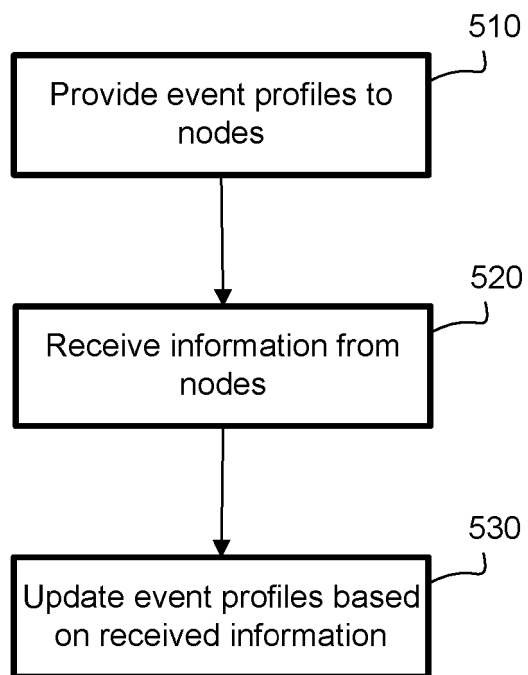 510
Provide event profiles to
nodes
520
Receive information from
nodes
530
Update event profiles based
on received information